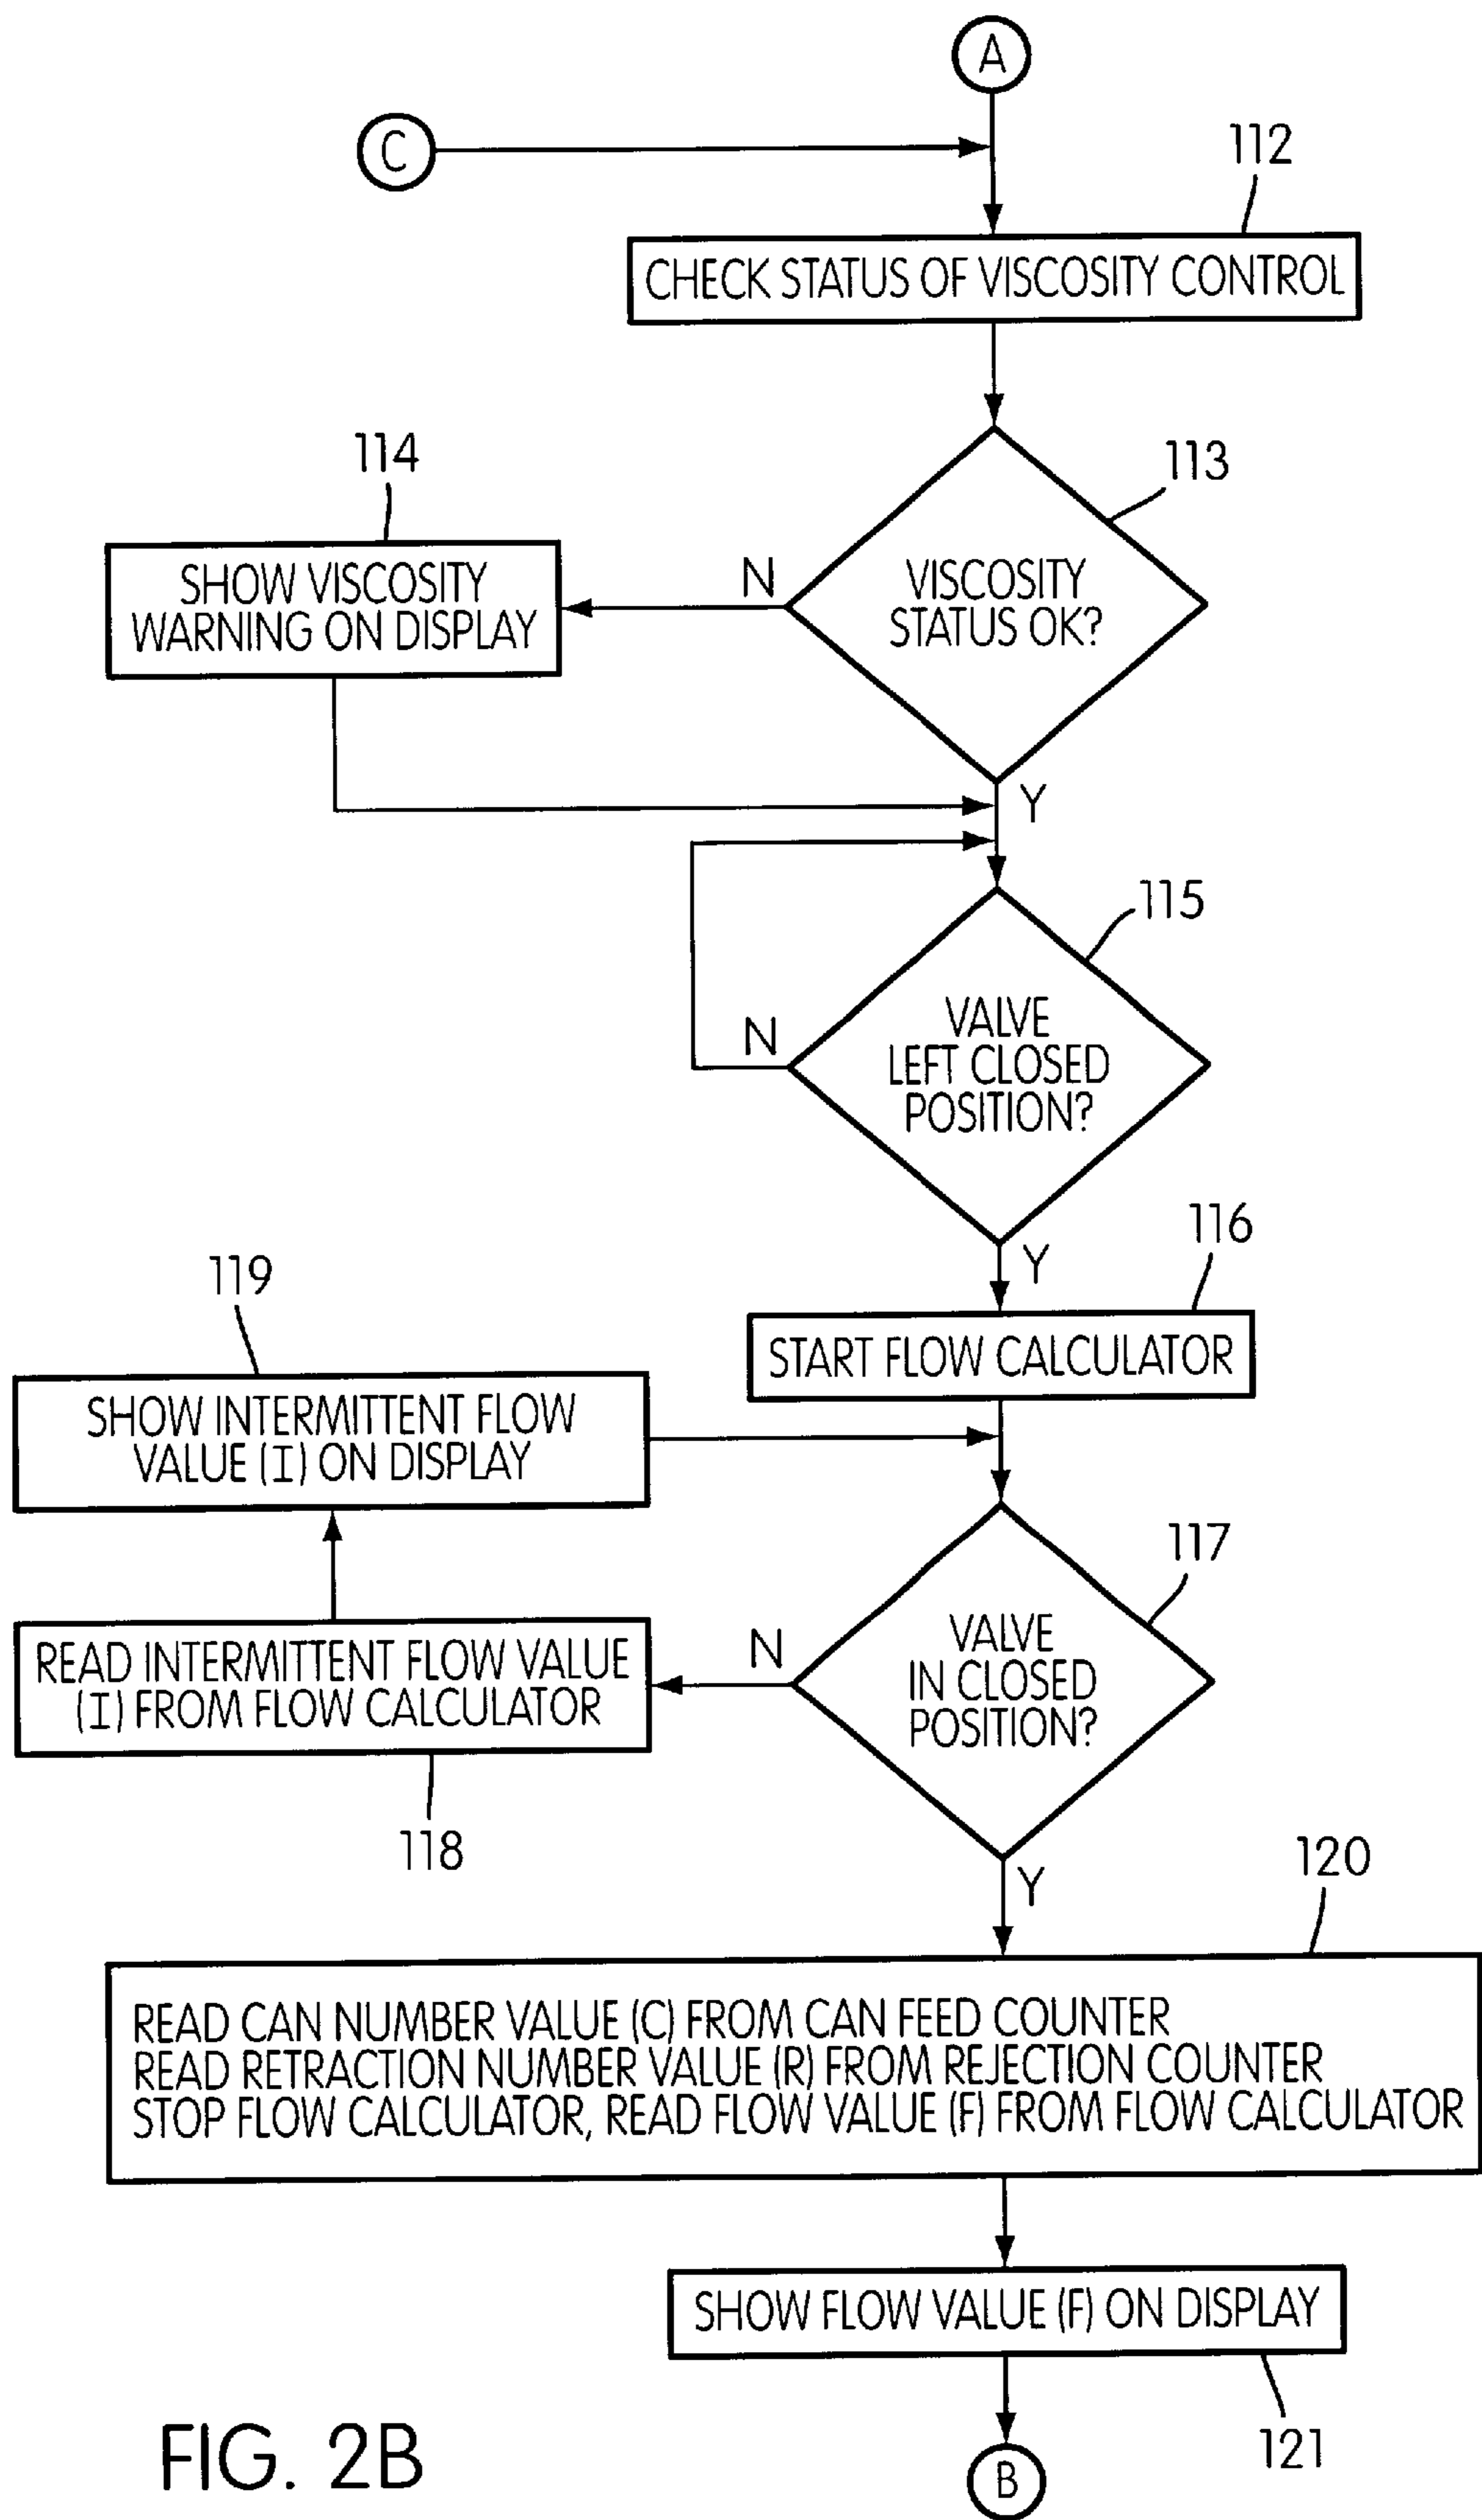 A
C
112
CHECK STATUS OF VISCOSITY CONTROL
114
113
SHOW VISCOSITY
WARNING ON DISPLAY
N
VISCOSITY
STATUS OK?
Y
115
N
VALVE
LEFT CLOSED
POSITION?
Y
116
START FLOW CALCULATOR
119
SHOW INTERMITTENT FLOW
VALUE (I) ON DISPLAY
117
READ INTERMITTENT FLOW VALUE
(I) FROM FLOW CALCULATOR
118
N
VALVE
IN CLOSED
POSITION?
Y
120
READ CAN NUMBER VALUE (C) FROM CAN FEED COUNTER
READ RETRACTION NUMBER VALUE (R) FROM REJECTION COUNTER
STOP FLOW CALCULATOR, READ FLOW VALUE (F) FROM FLOW CALCULATOR
SHOW FLOW VALUE (F) ON DISPLAY
121
B
FIG. 2B